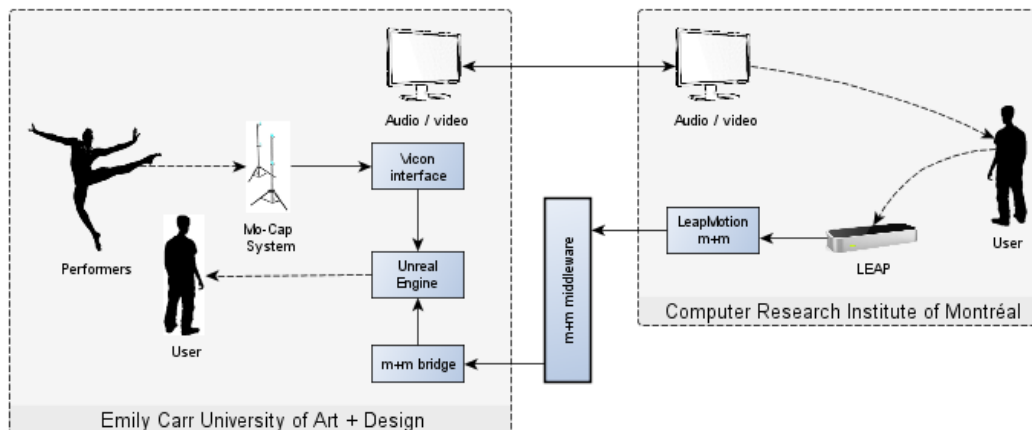 Audio / video
Audio / video
Vicon
interface
Mo-Cap
System
Performers
Unreal
Engine
User
m+m bridge
Emily Carr University of Art + Design
m+m middleware
LeapMotion
m+m
LEAP
User
Computer Research Institute of Montréal